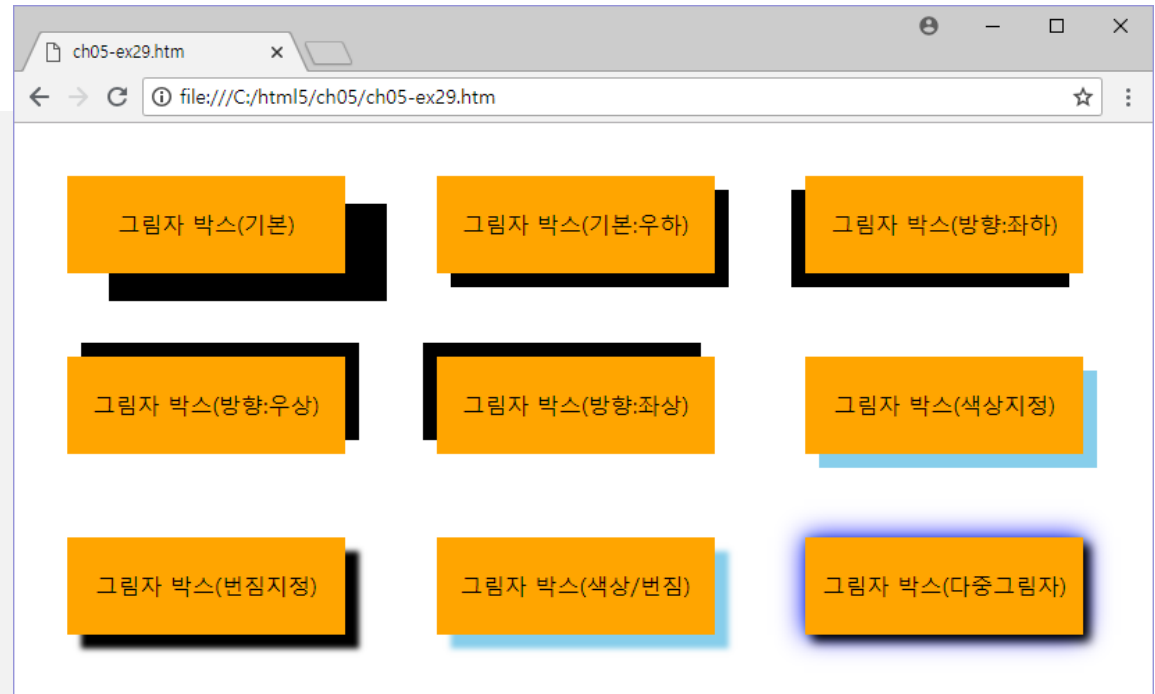 ch05-ex29.htm
file:///C:/html5/ch05/ch05-ex29.htm
그림자 박스(기본)
그림자 박스(기본:우하)
그림자 박스(방향:좌하)
그림자 박스(방향:우상)
그림자 박스(방향:좌상)
그림자 박스(색상지정)
그림자 박스(번짐지정)
그림자 박스(색상/번짐)
그림자 박스(다중그림자)